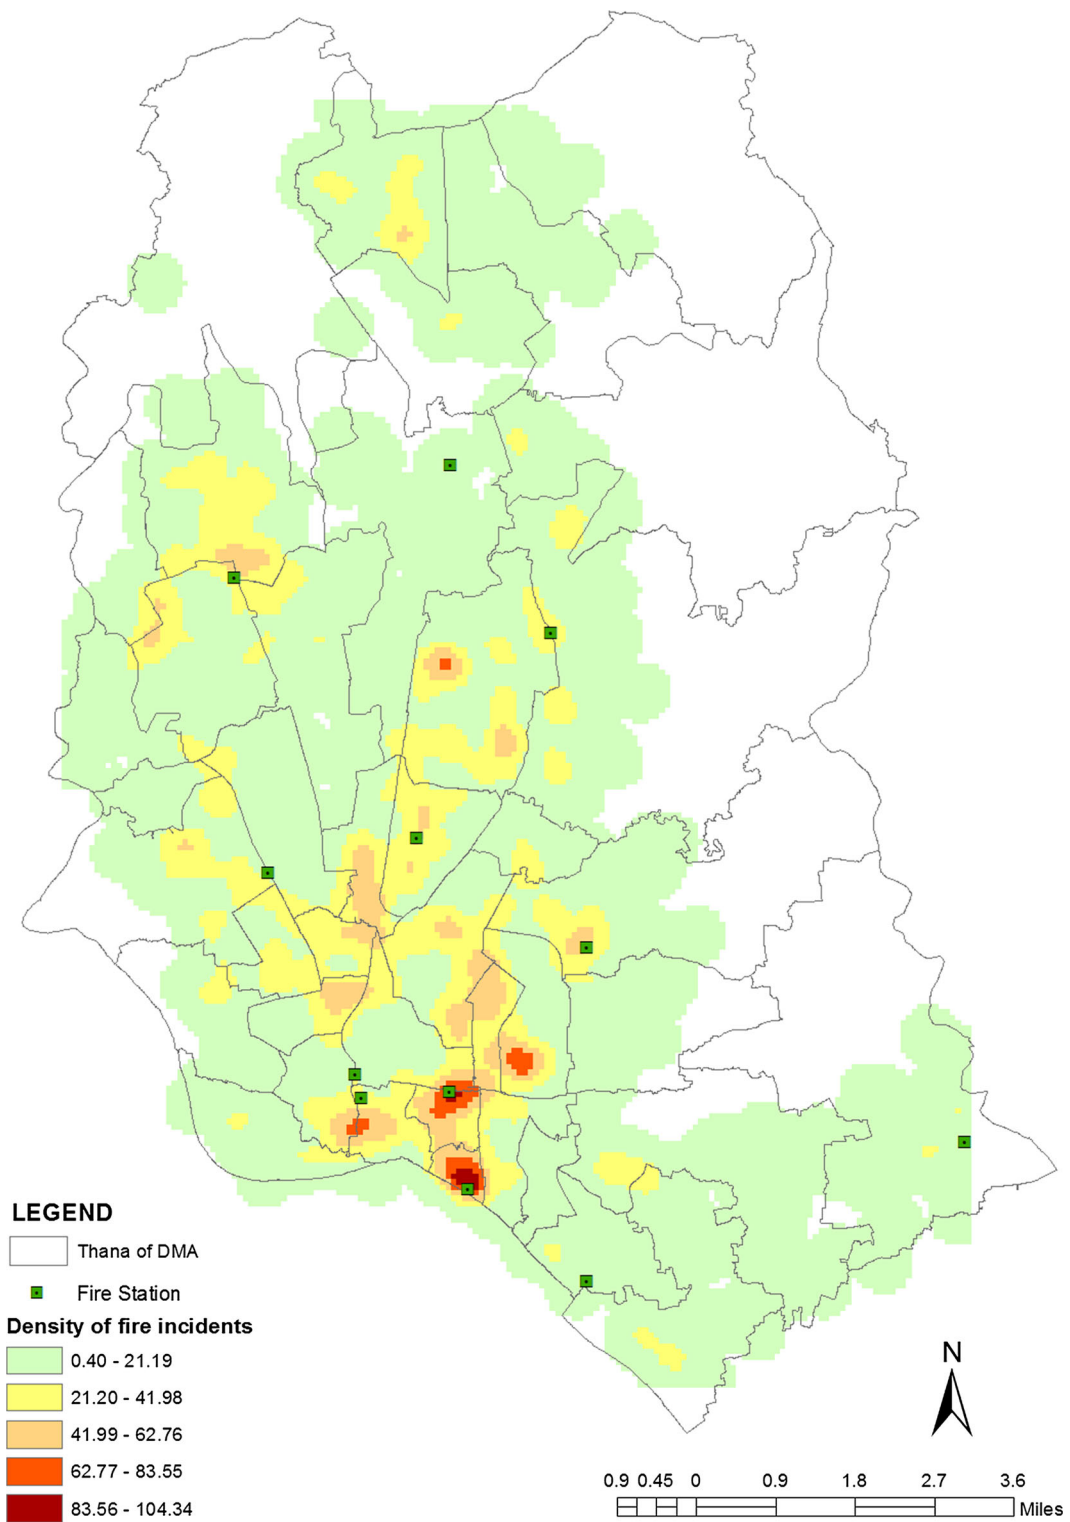 LEGEND
Thana of DMA
Fire Station
Density of fire incidents
0.40 - 21.19
21.20 - 41.98
41.99 - 62.76
62.77 - 83.55
83.56 - 104.34
N
0.9 0.45 0 0.9 1.8 2.7 3.6
Miles